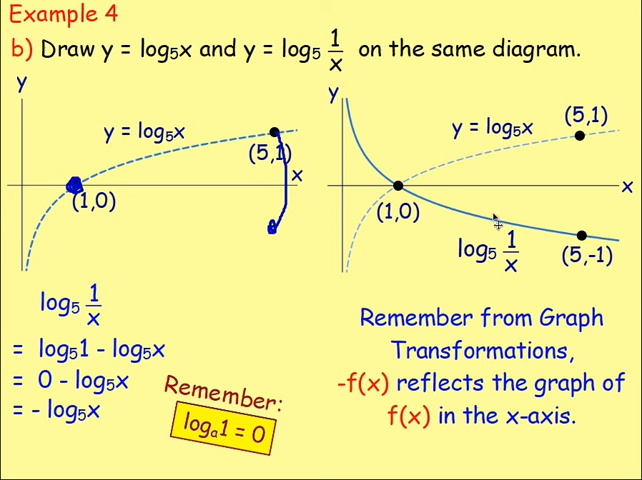 Example 4
b) Draw y = log₅x and y = log₅ 1/x on the same diagram.
y
y = log₅x
(5,1)
x
(1,0)
y
(5,1)
y = log₅x
x
(1,0)
log₅ 1/x
(5,-1)
log₅ 1/x
= log₅1 - log₅x
= 0 - log₅x
= - log₅x
Remember:
logₐ1 = 0
Remember from Graph
Transformations,
-f(x) reflects the graph of
f(x) in the x-axis.